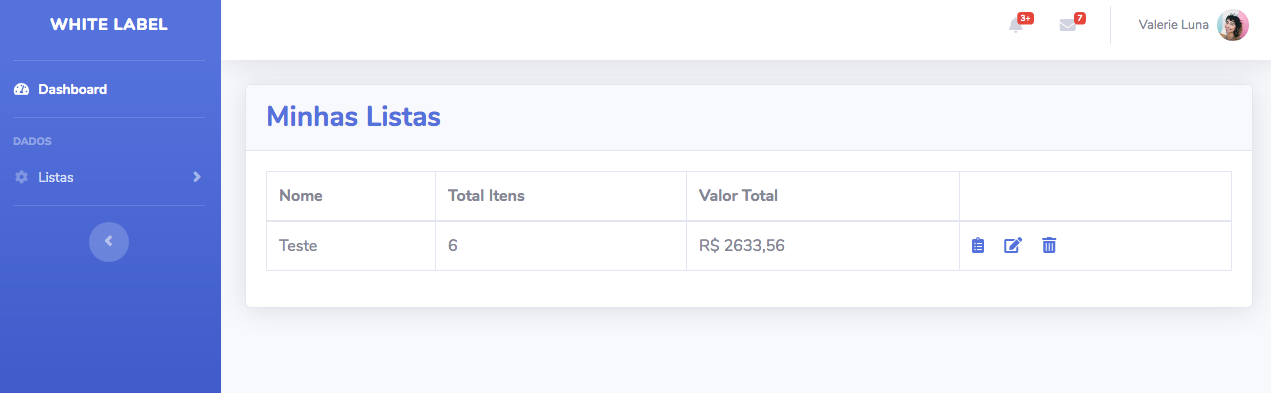 WHITE LABEL
3+
7
Valerie Luna
Dashboard
DADOS
Listas
Minhas Listas
Nome Total Itens Valor Total
Teste 6 R$ 2633,56